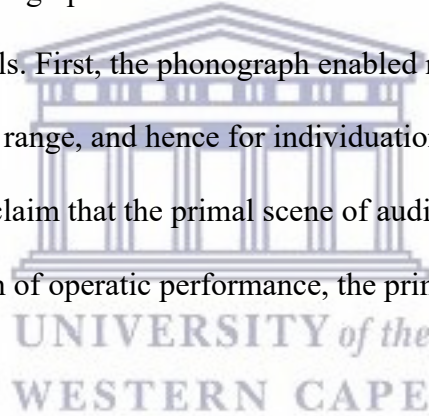 ls. First, the phonograph enabled
range, and hence for individuation
claim that the primal scene of audi
of operatic performance, the prim
UNIVERSITY of the
WESTERN CAPE